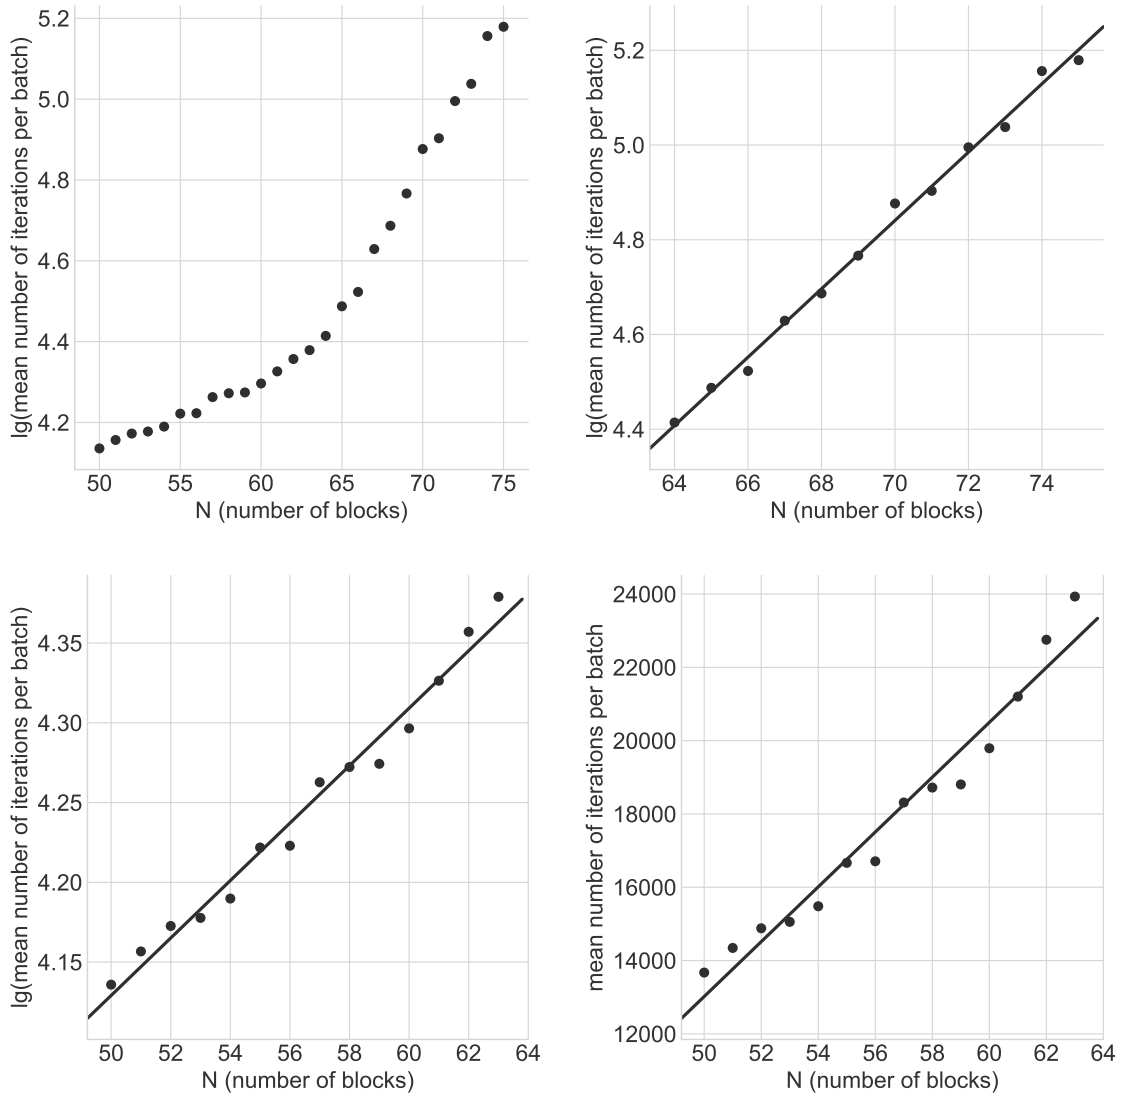 lg(mean number of iterations per batch)
5.2
5.0
4.8
4.6
4.4
4.2
50 55 60 65 70 75
N (number of blocks)
lg(mean number of iterations per batch)
5.2
5.0
4.8
4.6
4.4
64 66 68 70 72 74
N (number of blocks)
lg(mean number of iterations per batch)
4.35
4.30
4.25
4.20
4.15
50 52 54 56 58 60 62 64
N (number of blocks)
mean number of iterations per batch
24000
22000
20000
18000
16000
14000
12000
50 52 54 56 58 60 62 64
N (number of blocks)